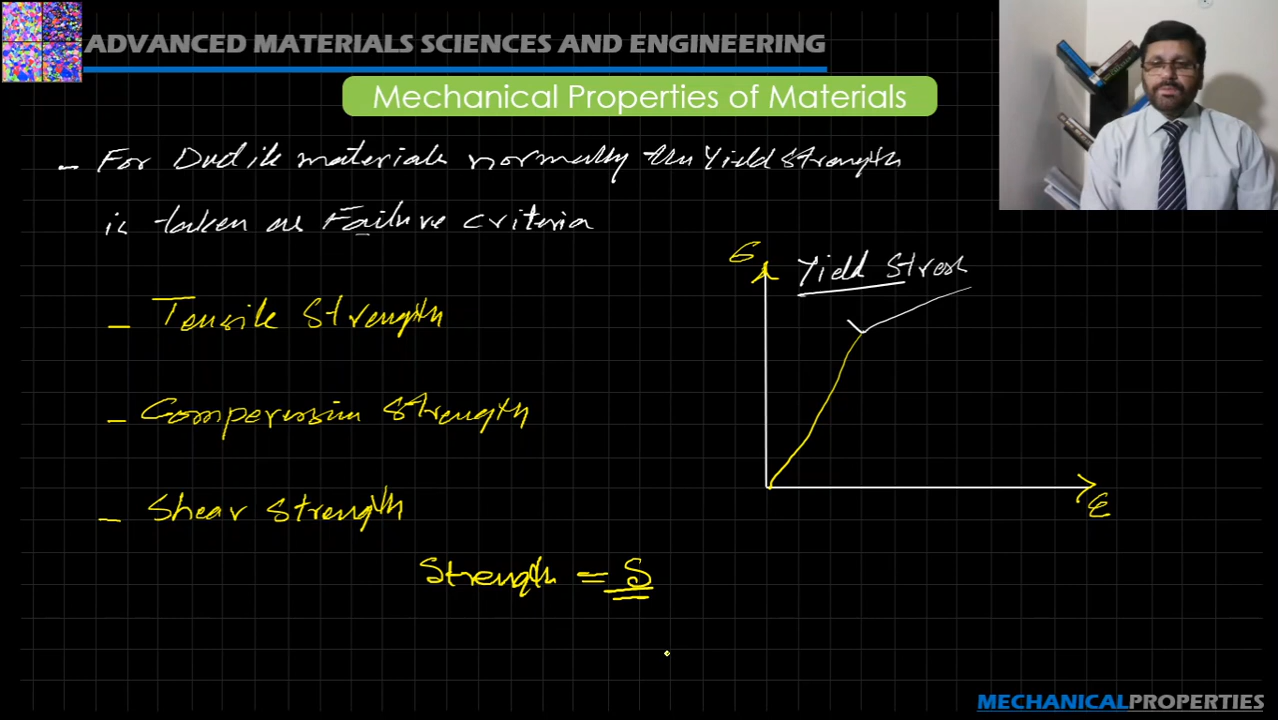 ADVANCED MATERIALS SCIENCES AND ENGINEERING
Mechanical Properties of Materials
- For Ductile materials normally the Yield Strength
is taken as Failure criteria
σ
Yield Stress
- Tensile Strength
- Compression Strength
- Shear Strength
ε
Strength = S
MECHANICALPROPERTIES